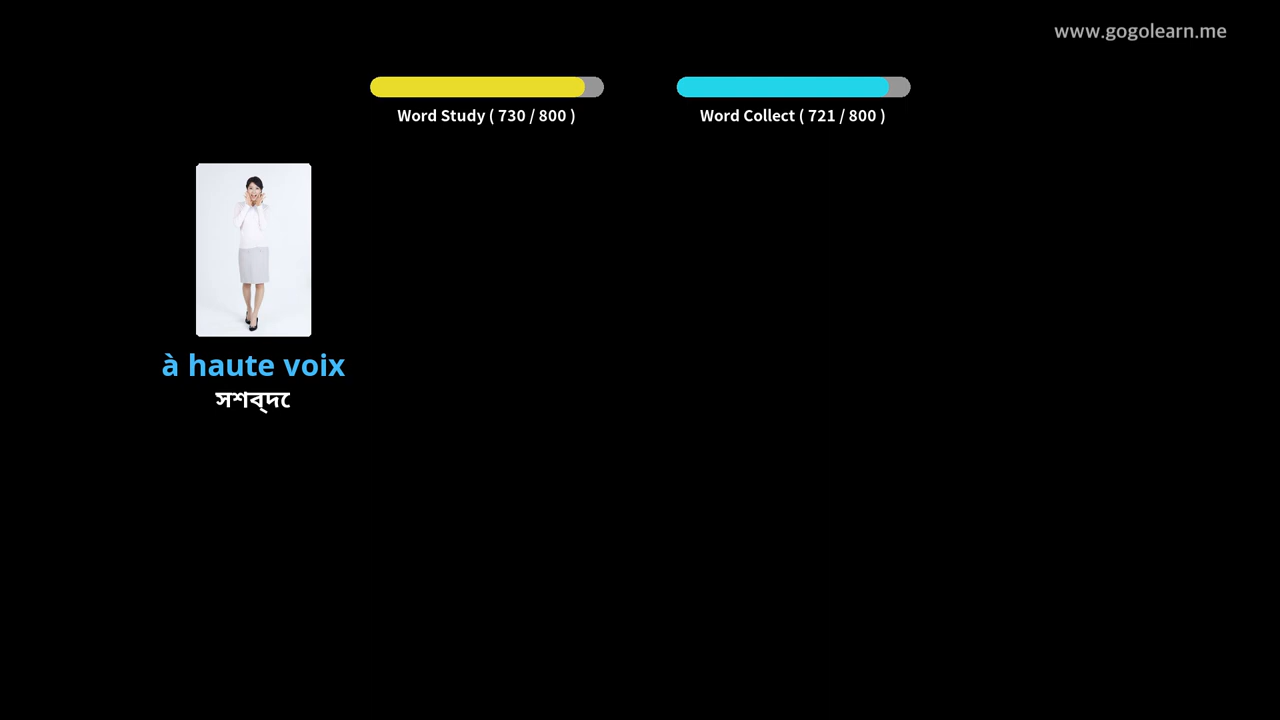 www.gogolearn.me
Word Study ( 730 / 800 )
Word Collect ( 721 / 800 )
à haute voix
সশব্দে